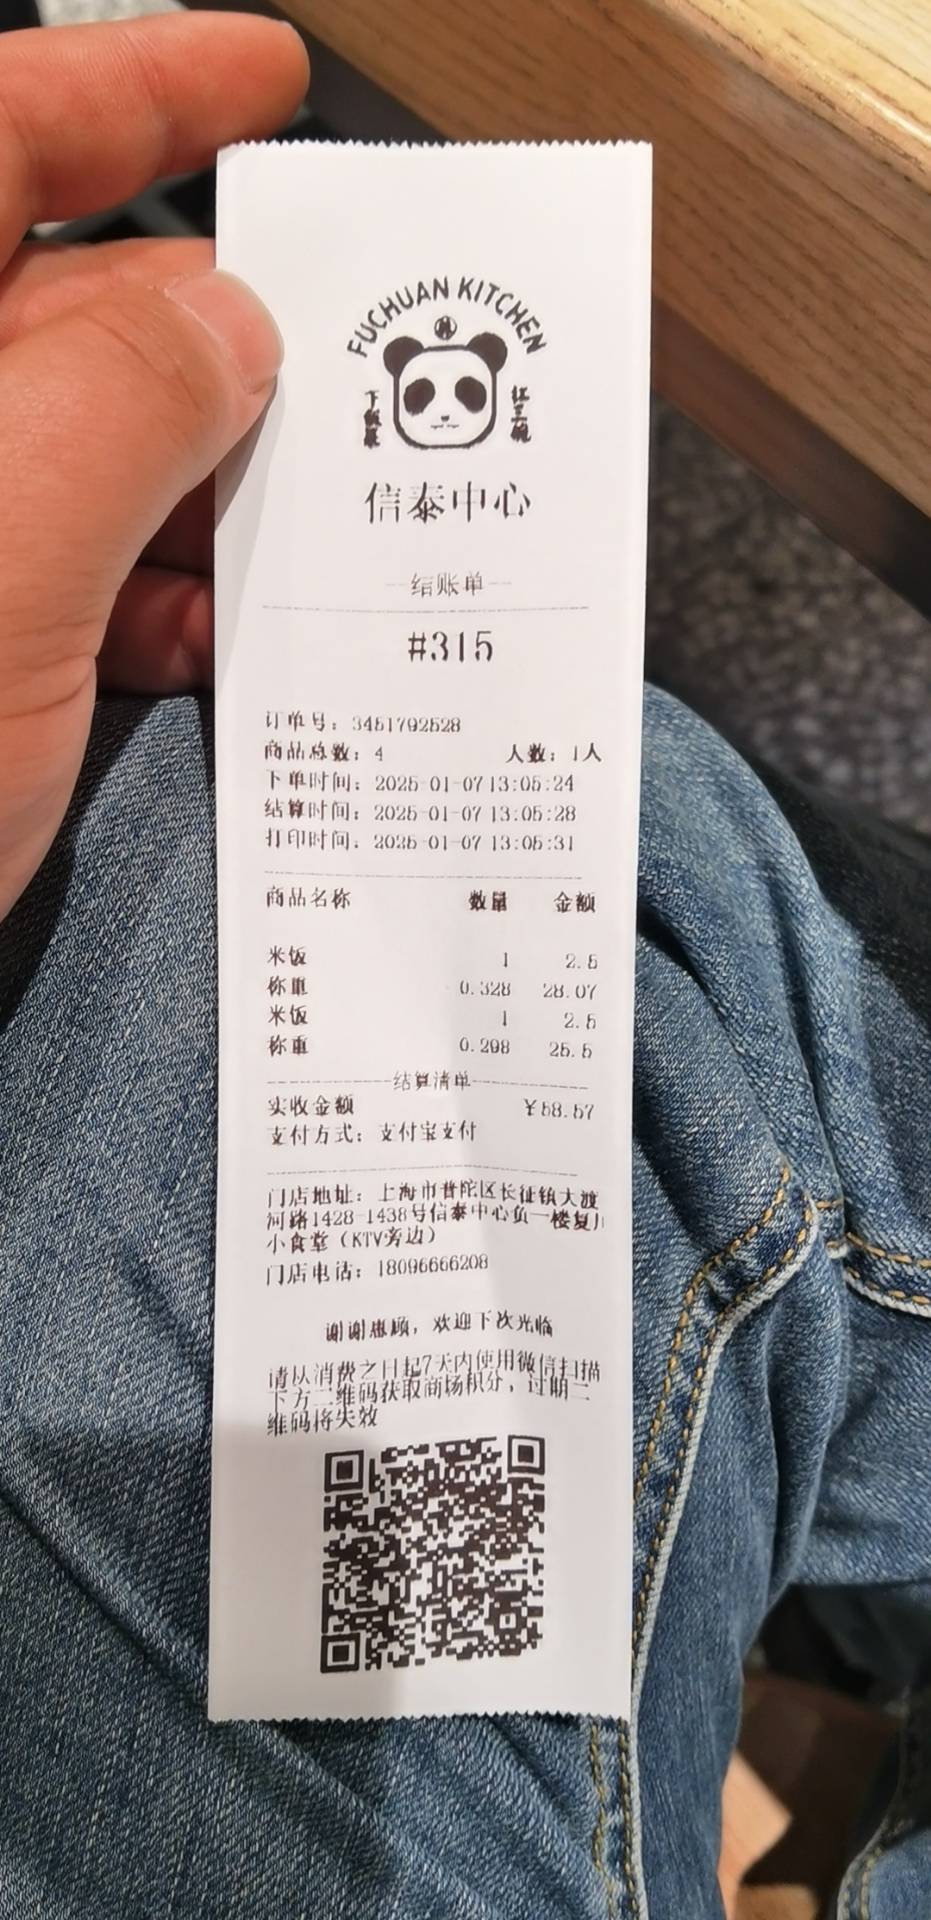 FUCHUAN KITCHEN
下饭菜
扛三碗
信泰中心
结账单
#315
订单号：3451792528
商品总数：4 人数：1人
下单时间：2025-01-07 13:05:24
结算时间：2025-01-07 13:05:28
打印时间：2025-01-07 13:05:31
商品名称 数量 金额
米饭 1 2.5
称重 0.328 28.07
米饭 1 2.5
称重 0.298 25.5
结算清单
实收金额 ￥58.57
支付方式：支付宝支付
门店地址：上海市普陀区长征镇大渡
河路1428-1438号信泰中心负一楼复川
小食堂（KTV旁边）
门店电话：18096666208
谢谢惠顾，欢迎下次光临
请从消费之日起7天内使用微信扫描
下方二维码获取商场积分，过期二
维码将失效